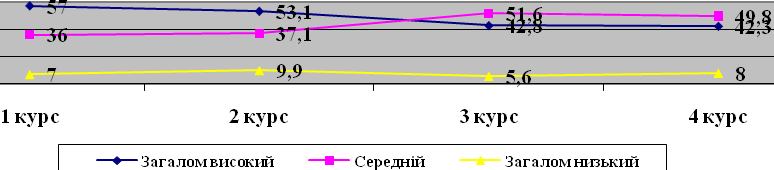 57
53,1
51,6
49,8
36
37,1
42,8
42,3
7
9,9
5,6
8
1 курс
2 курс
3 курс
4 курс
Загалом високий
Середній
Загалом низький